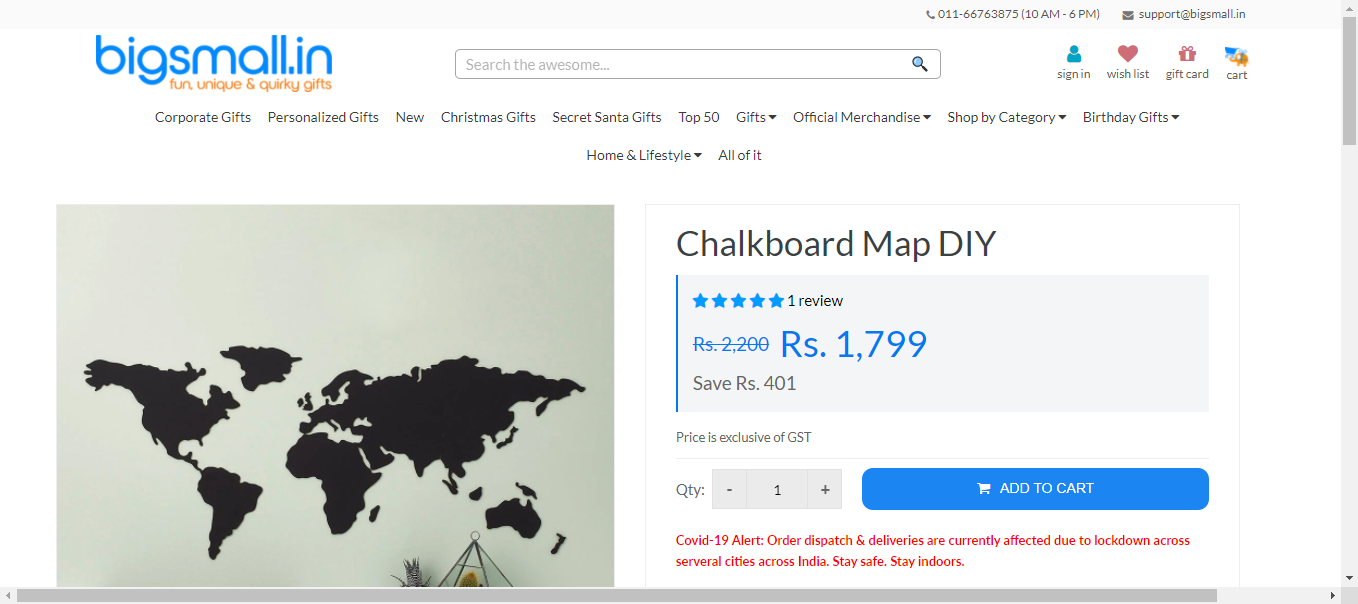 011-66763875 (10 AM - 6 PM) support@bigsmall.in
bigsmall.in
fun, unique & quirky gifts
Search the awesome...
sign in wish list gift card cart
Corporate Gifts Personalized Gifts New Christmas Gifts Secret Santa Gifts Top 50 Gifts Official Merchandise Shop by Category Birthday Gifts
Home & Lifestyle All of it
Chalkboard Map DIY
1 review
Rs. 2,200 Rs. 1,799
Save Rs. 401
Price is exclusive of GST
Qty: - 1 + ADD TO CART
Covid-19 Alert: Order dispatch & deliveries are currently affected due to lockdown across
serveral cities across India. Stay safe. Stay indoors.